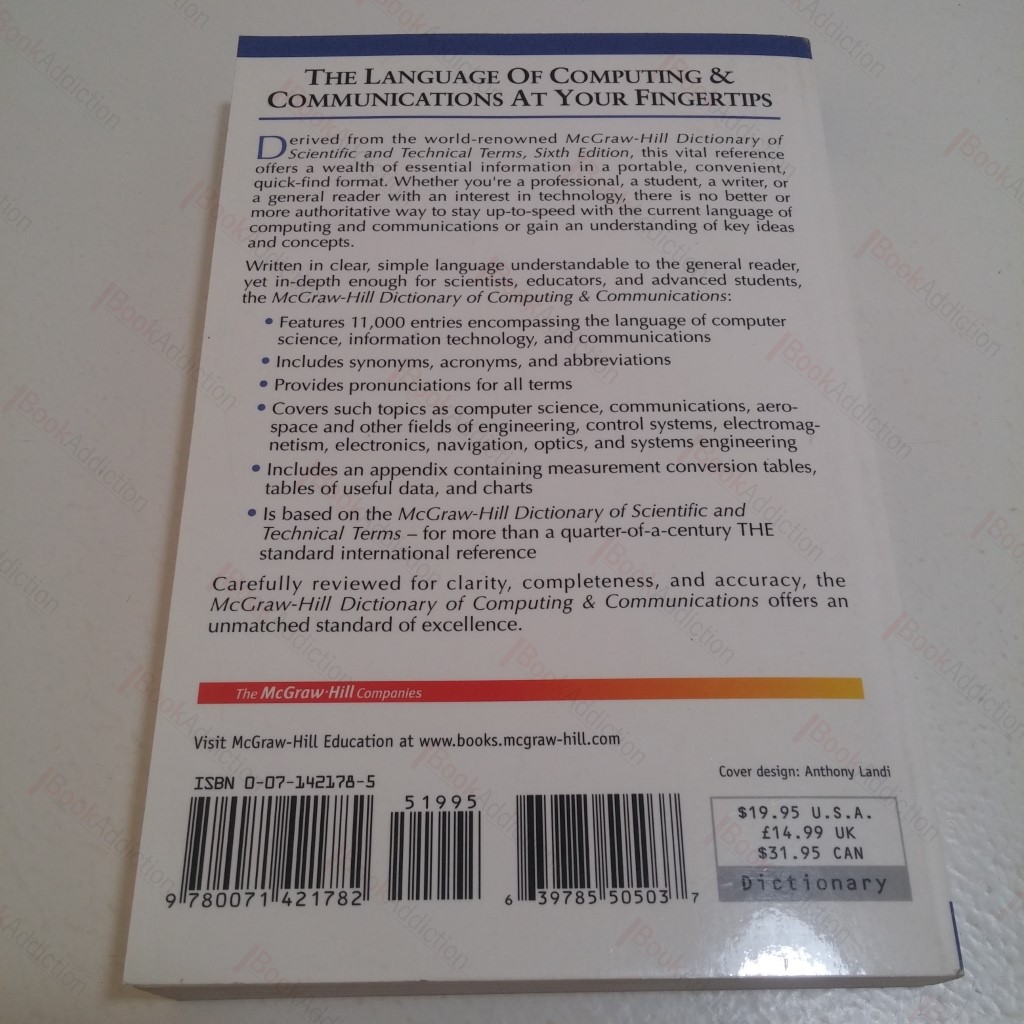 THE LANGUAGE OF COMPUTING &
COMMUNICATIONS AT YOUR FINGERTIPS
Derived from the world-renowned McGraw-Hill Dictionary of
Scientific and Technical Terms, Sixth Edition, this vital reference
offers a wealth of essential information in a portable, convenient,
quick-find format. Whether you're a professional, a student, a writer, or
a general reader with an interest in technology, there is no better or
more authoritative way to stay up-to-speed with the current language of
computing and communications or gain an understanding of key ideas
and concepts.
Written in clear, simple language understandable to the general reader,
yet in-depth enough for scientists, educators, and advanced students,
the McGraw-Hill Dictionary of Computing & Communications:
• Features 11,000 entries encompassing the language of computer
science, information technology, and communications
• Includes synonyms, acronyms, and abbreviations
• Provides pronunciations for all terms
• Covers such topics as computer science, communications, aero-
space and other fields of engineering, control systems, electromag-
netism, electronics, navigation, optics, and systems engineering
• Includes an appendix containing measurement conversion tables,
tables of useful data, and charts
• Is based on the McGraw-Hill Dictionary of Scientific and
Technical Terms – for more than a quarter-of-a-century THE
standard international reference
Carefully reviewed for clarity, completeness, and accuracy, the
McGraw-Hill Dictionary of Computing & Communications offers an
unmatched standard of excellence.
The McGraw·Hill Companies
Visit McGraw-Hill Education at www.books.mcgraw-hill.com
Cover design: Anthony Landi
ISBN 0-07-142178-5
51995
9 780071 421782
6 39785 50503 7
$19.95 U.S.A.
£14.99 UK
$31.95 CAN
Dictionary
BookAddiction